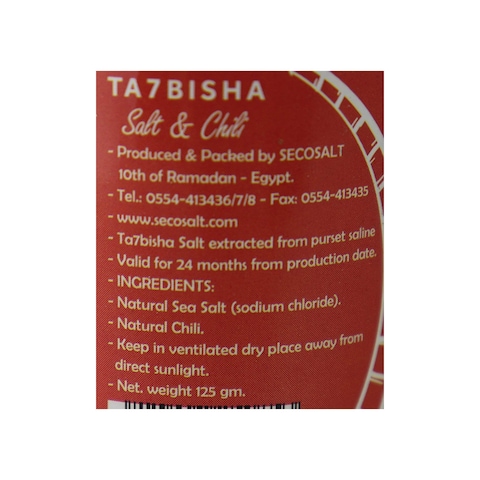 TA7BISHA
Salt & Chili
- Produced & Packed by SECOSALT
10th of Ramadan - Egypt.
- Tel.: 0554-413436/7/8 - Fax: 0554-413435
- www.secosalt.com
- Ta7bisha Salt extracted from purset saline
- Valid for 24 months from production date.
- INGREDIENTS:
- Natural Sea Salt (sodium chloride).
- Natural Chili.
- Keep in ventilated dry place away from
direct sunlight.
- Net. weight 125 gm.